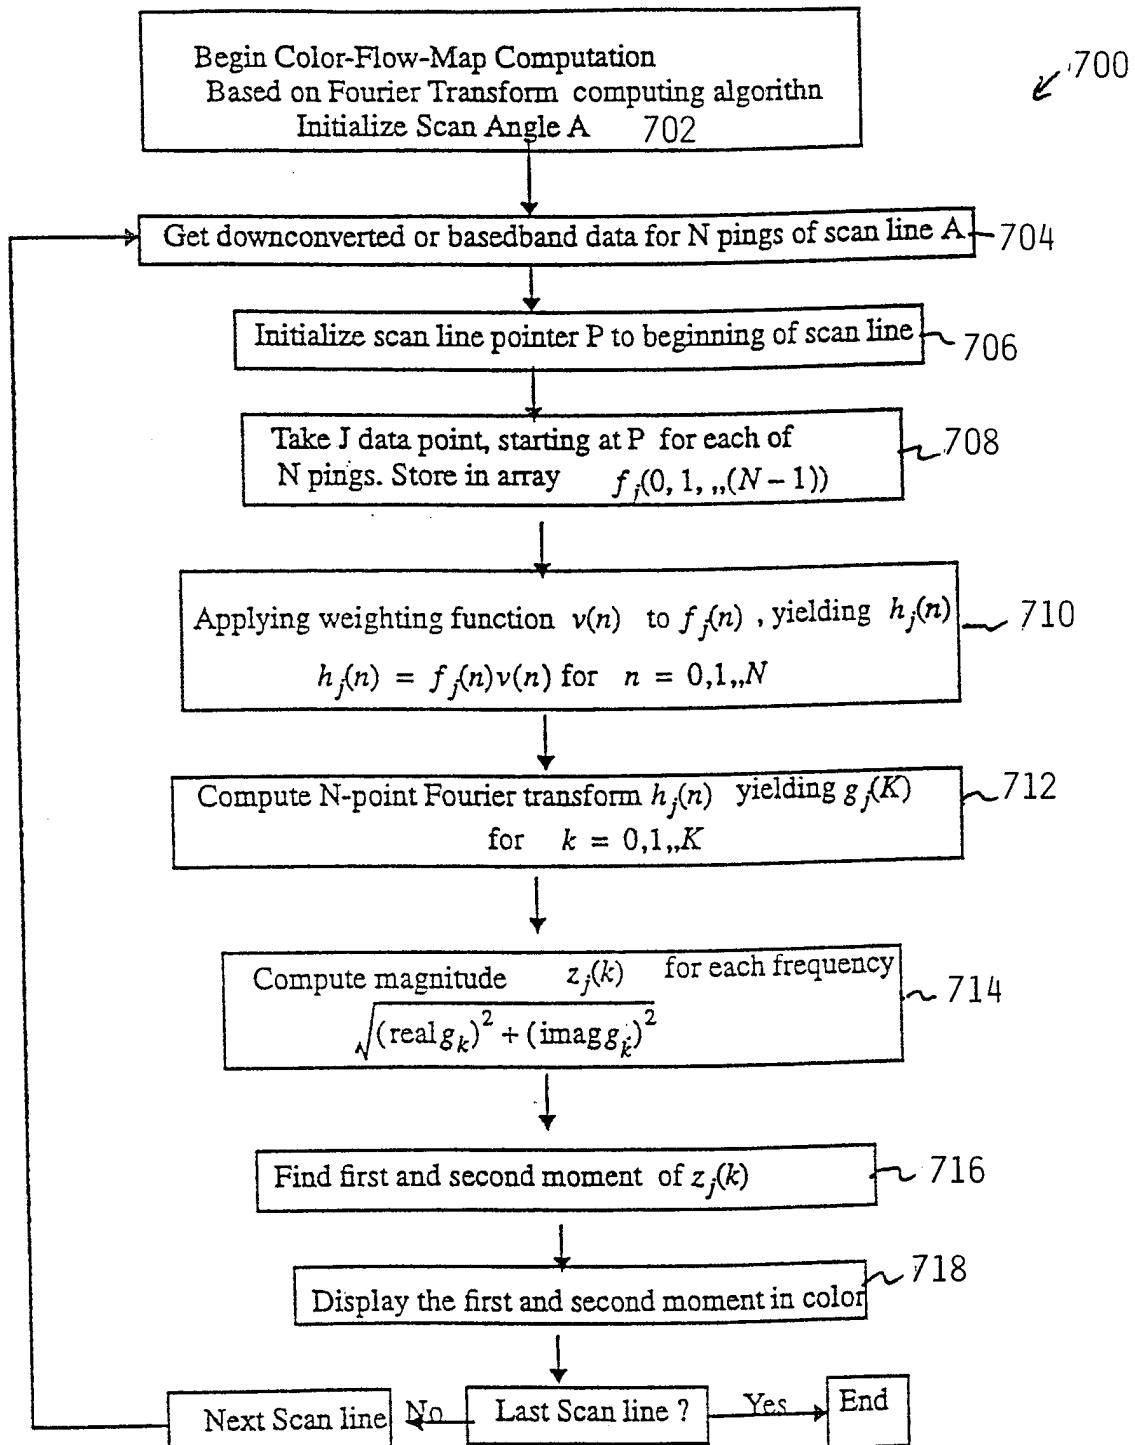 Begin Color-Flow-Map Computation
Based on Fourier Transform computing algorithn
Initialize Scan Angle A 702
700
Get downconverted or basedband data for N pings of scan line A
704
Initialize scan line pointer P to beginning of scan line
706
Take J data point, starting at P for each of
N pings. Store in array f_j(0, 1, ,,(N − 1))
708
Applying weighting function v(n) to f_j(n) , yielding h_j(n)
h_j(n) = f_j(n)v(n) for n = 0,1,,N
710
Compute N-point Fourier transform h_j(n) yielding g_j(K)
for k = 0,1,,K
712
Compute magnitude z_j(k) for each frequency
√((real g_k)² + (imag g_k)²)
714
Find first and second moment of z_j(k)
716
Display the first and second moment in color
718
Next Scan line No Last Scan line ? Yes End